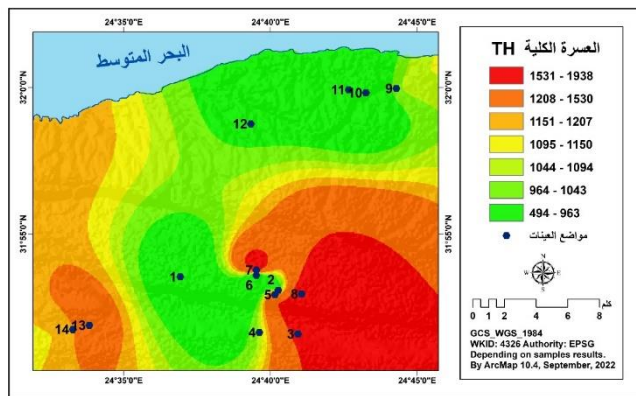 24°35'0"E
24°40'0"E
24°45'0"E
البحر المتوسط
32°0'0"N
31°55'0"N
11
10
9
12
1
7
6
2
5
8
4
3
13
14
24°35'0"E
24°40'0"E
24°45'0"E
العسرة الكلية TH
1531 - 1938
1208 - 1530
1151 - 1207
1095 - 1150
1044 - 1094
964 - 1043
494 - 963
مواضع العينات
N
W
E
S
كلم
0 2 4 6 8
GCS_WGS_1984
WKID: 4326 Authority: EPSG
Depending on samples results.
By ArcMap 10.4, September, 2022